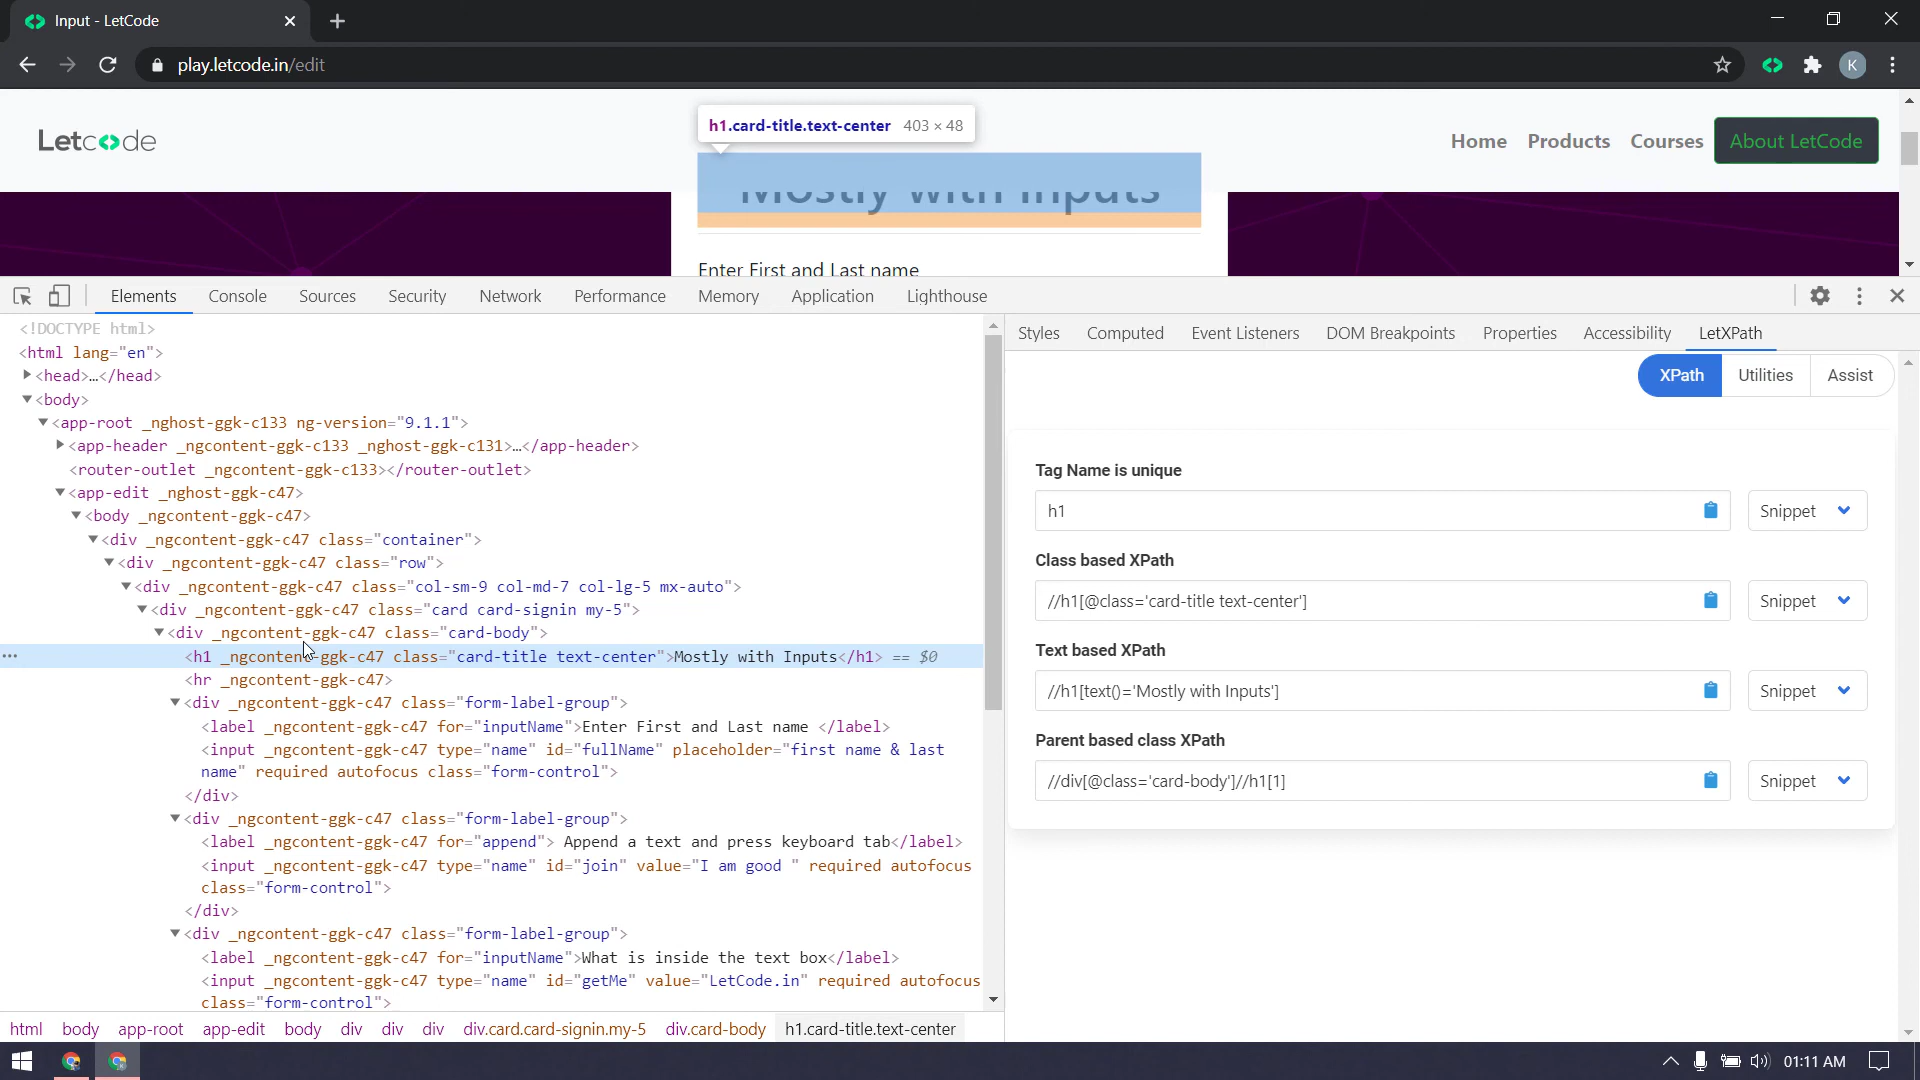 Input - LetCode
play.letcode.in/edit
K
Letcode
h1.card-title.text-center 403 × 48
Home Products Courses About LetCode
Mostly with Inputs
Enter First and Last name
Elements Console Sources Security Network Performance Memory Application Lighthouse
<!DOCTYPE html>
<html lang="en">
<head>…</head>
<body>
<app-root _nghost-ggk-c133 ng-version="9.1.1">
<app-header _ngcontent-ggk-c133 _nghost-ggk-c131>…</app-header>
<router-outlet _ngcontent-ggk-c133></router-outlet>
<app-edit _nghost-ggk-c47>
<body _ngcontent-ggk-c47>
<div _ngcontent-ggk-c47 class="container">
<div _ngcontent-ggk-c47 class="row">
<div _ngcontent-ggk-c47 class="col-sm-9 col-md-7 col-lg-5 mx-auto">
<div _ngcontent-ggk-c47 class="card card-signin my-5">
<div _ngcontent-ggk-c47 class="card-body">
<h1 _ngcontent-ggk-c47 class="card-title text-center">Mostly with Inputs</h1> == $0
<hr _ngcontent-ggk-c47>
<div _ngcontent-ggk-c47 class="form-label-group">
<label _ngcontent-ggk-c47 for="inputName">Enter First and Last name </label>
<input _ngcontent-ggk-c47 type="name" id="fullName" placeholder="first name & last
name" required autofocus class="form-control">
</div>
<div _ngcontent-ggk-c47 class="form-label-group">
<label _ngcontent-ggk-c47 for="append"> Append a text and press keyboard tab</label>
<input _ngcontent-ggk-c47 type="name" id="join" value="I am good " required autofocus
class="form-control">
</div>
<div _ngcontent-ggk-c47 class="form-label-group">
<label _ngcontent-ggk-c47 for="inputName">What is inside the text box</label>
<input _ngcontent-ggk-c47 type="name" id="getMe" value="LetCode.in" required autofocus
class="form-control">
html body app-root app-edit body div div div div.card.card-signin.my-5 div.card-body h1.card-title.text-center
Styles Computed Event Listeners DOM Breakpoints Properties Accessibility LetXPath
XPath Utilities Assist
Tag Name is unique
h1 Snippet
Class based XPath
//h1[@class='card-title text-center'] Snippet
Text based XPath
//h1[text()='Mostly with Inputs'] Snippet
Parent based class XPath
//div[@class='card-body']//h1[1] Snippet
01:11 AM